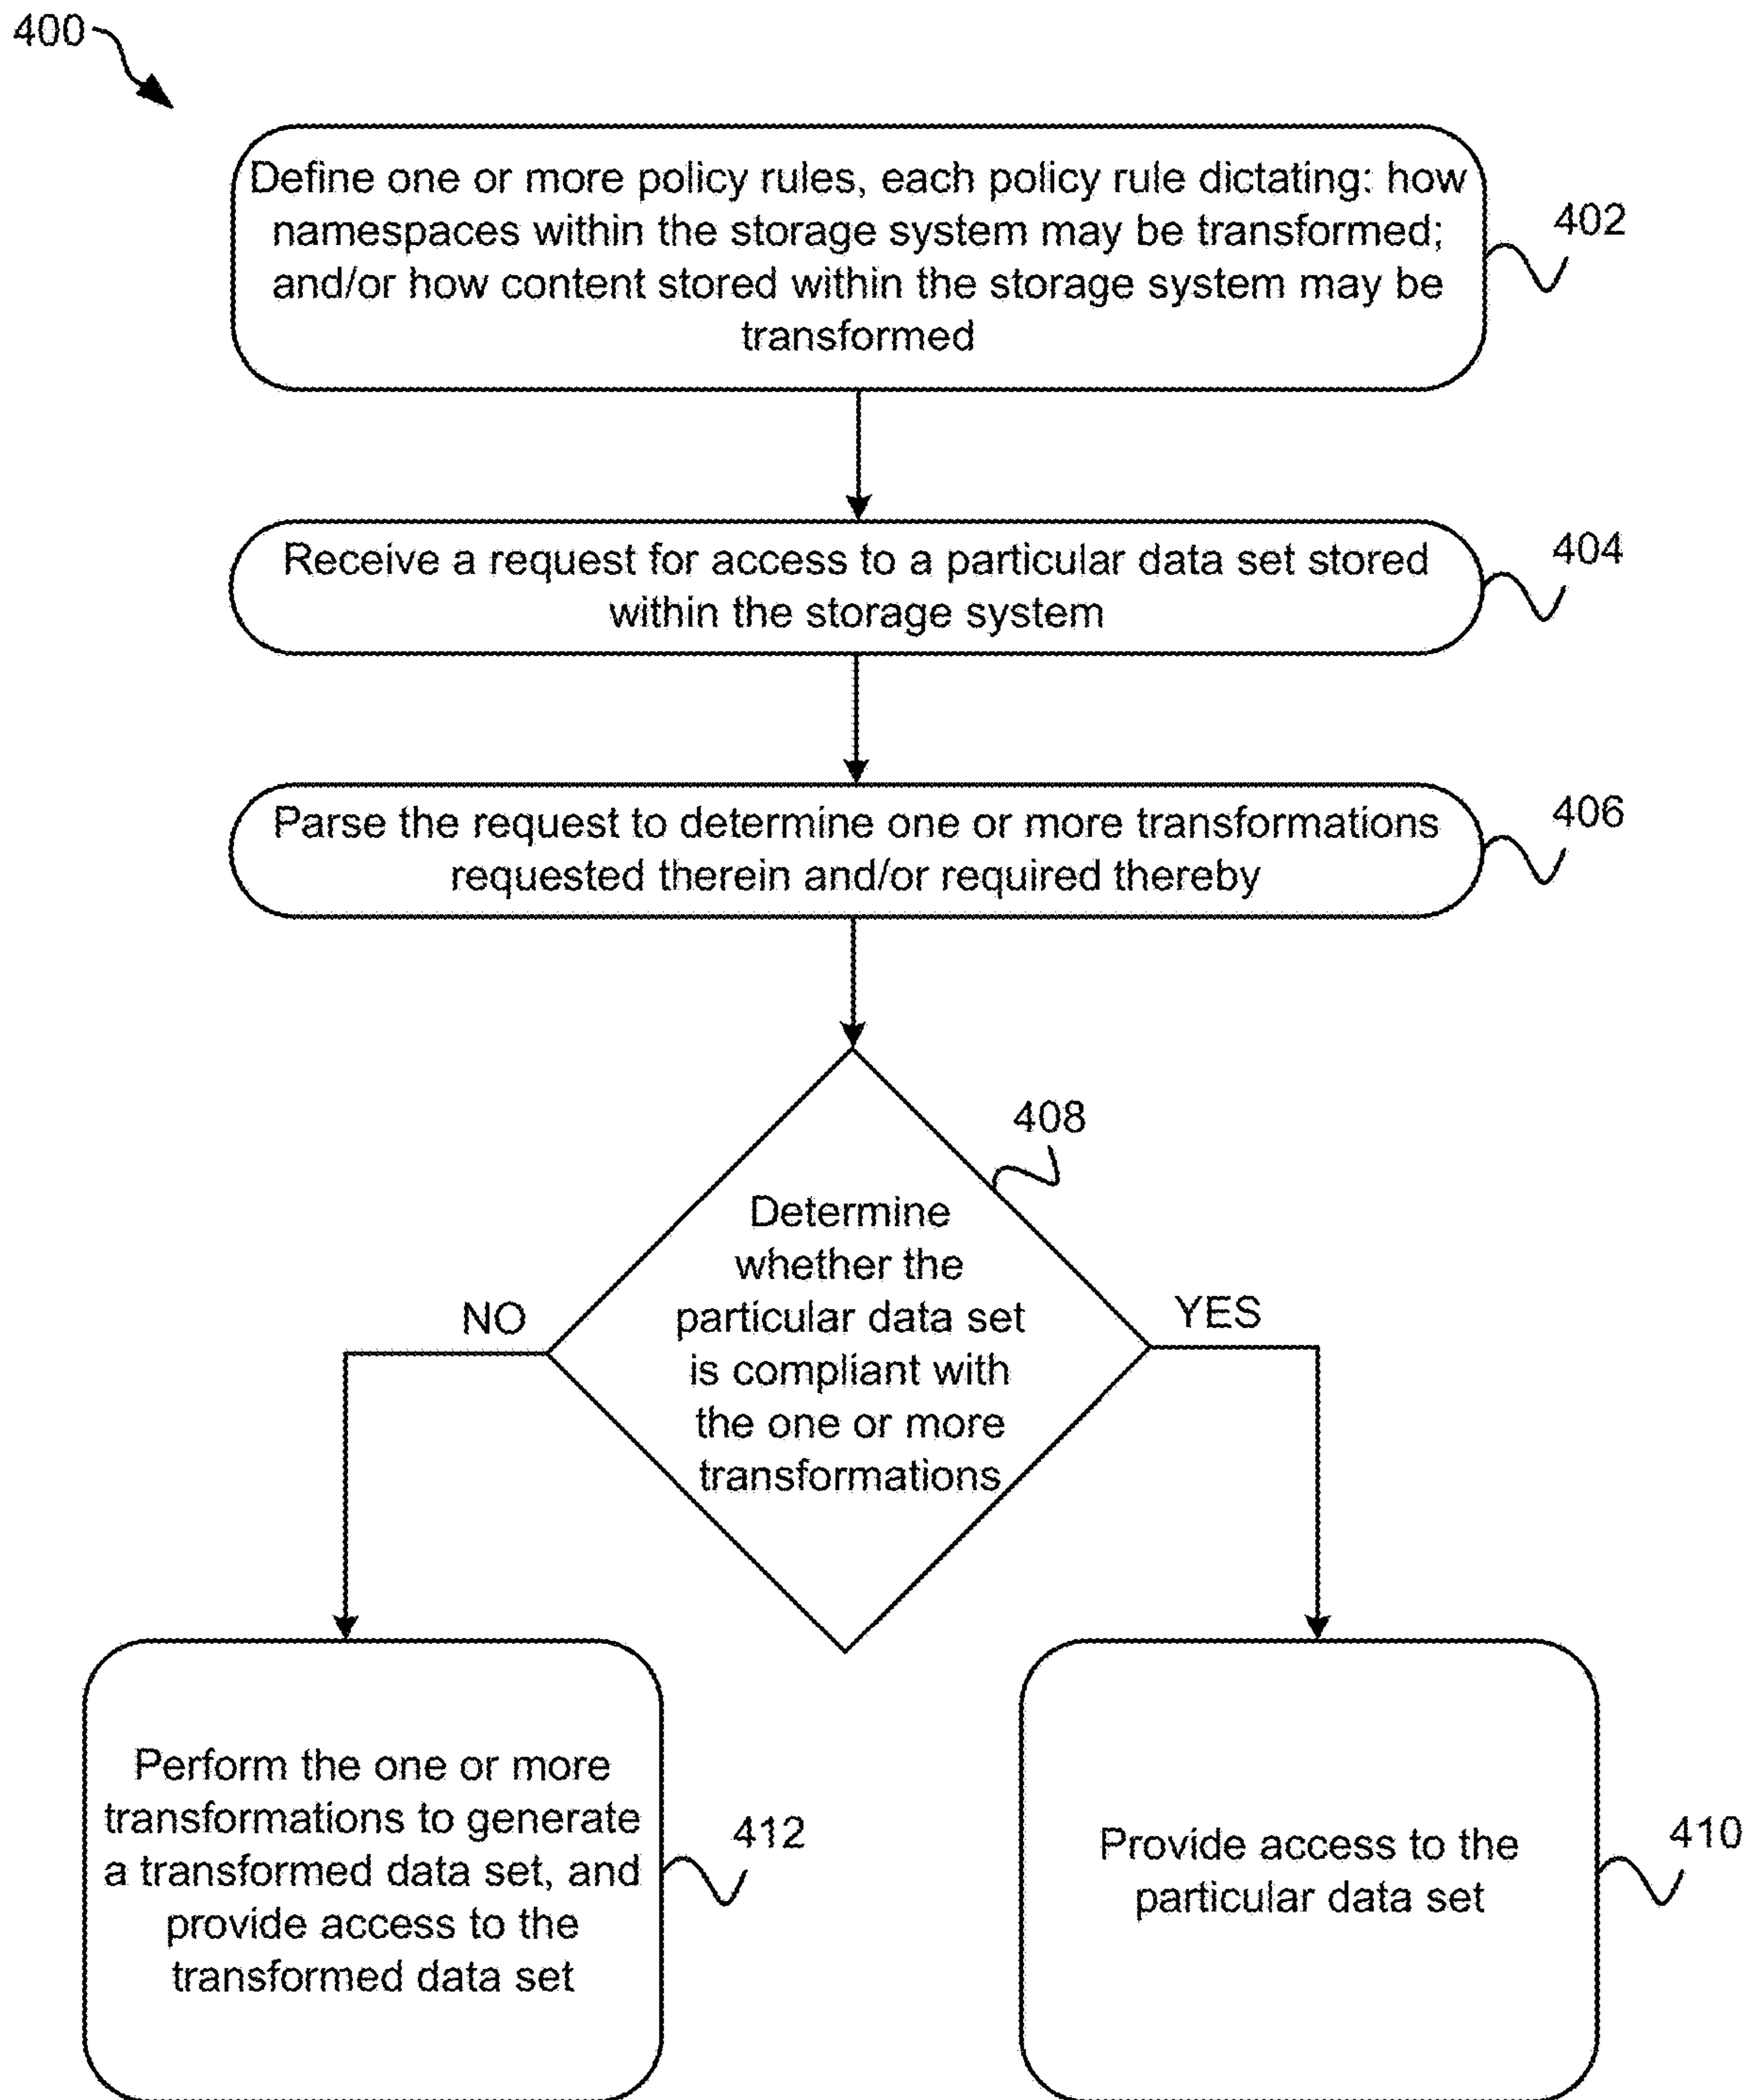 400
Define one or more policy rules, each policy rule dictating: how
namespaces within the storage system may be transformed;
and/or how content stored within the storage system may be
transformed
402
Receive a request for access to a particular data set stored
within the storage system
404
Parse the request to determine one or more transformations
requested therein and/or required thereby
406
408
Determine
whether the
particular data set
is compliant with
the one or more
transformations
NO
YES
Perform the one or more
transformations to generate
a transformed data set, and
provide access to the
transformed data set
412
Provide access to the
particular data set
410